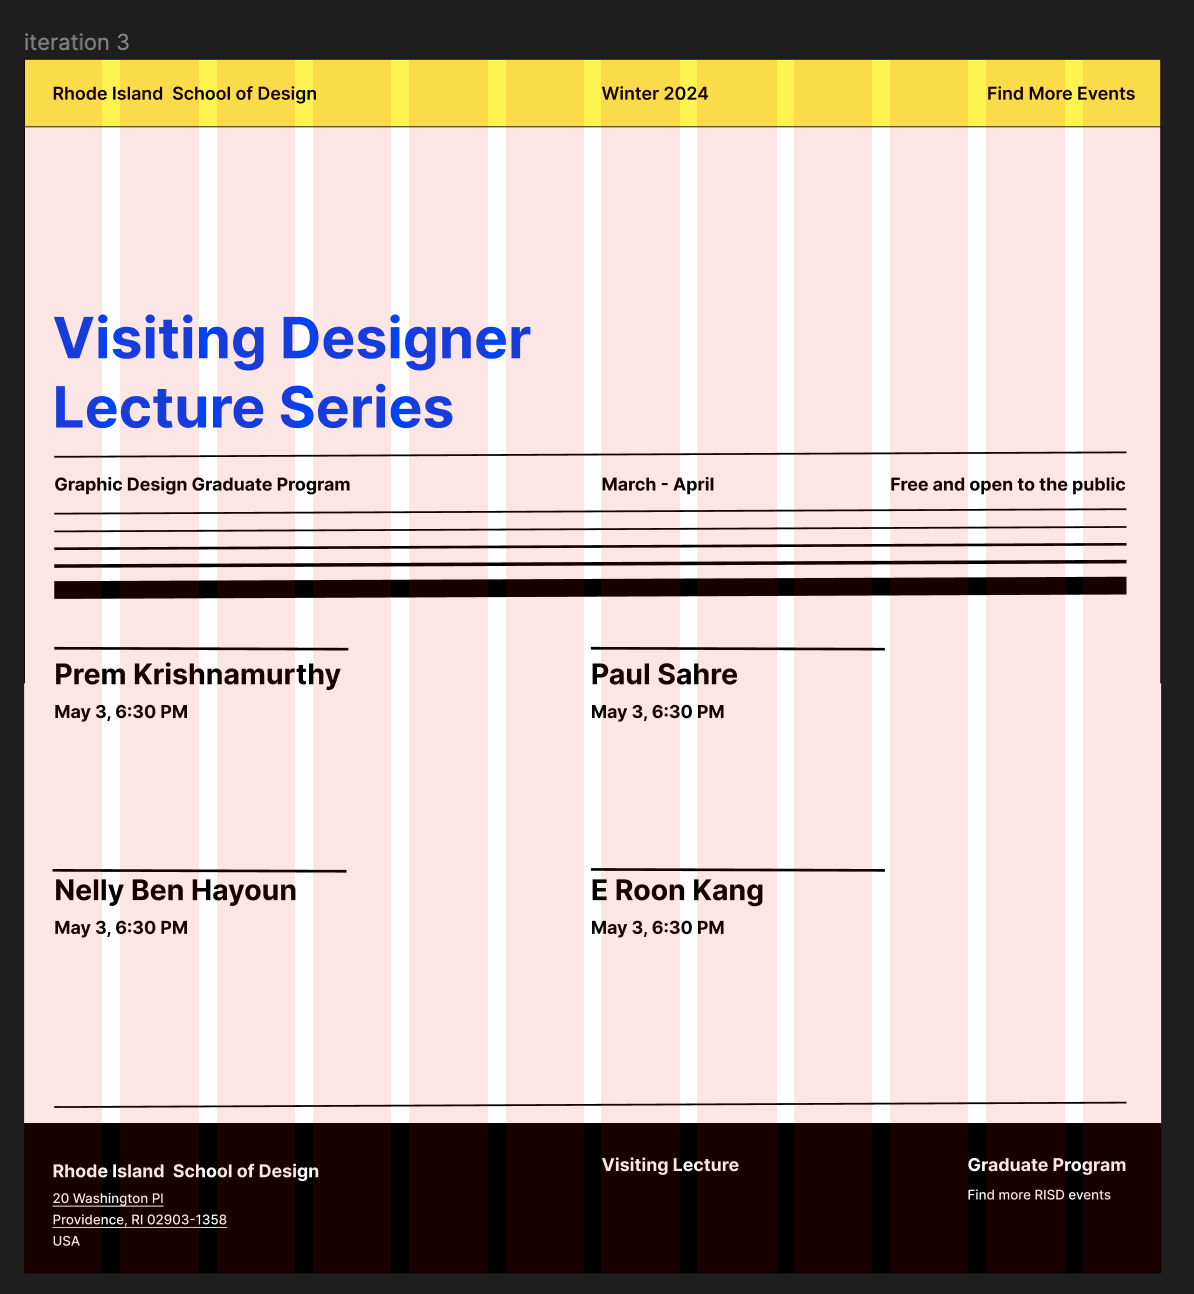 iteration 3
Rhode Island  School of Design
Winter 2024
Find More Events
Visiting Designer
Lecture Series
Graphic Design Graduate Program
March - April
Free and open to the public
Prem Krishnamurthy
May 3, 6:30 PM
Paul Sahre
May 3, 6:30 PM
Nelly Ben Hayoun
May 3, 6:30 PM
E Roon Kang
May 3, 6:30 PM
Rhode Island  School of Design
20 Washington Pl
Providence, RI 02903-1358
USA
Visiting Lecture
Graduate Program
Find more RISD events